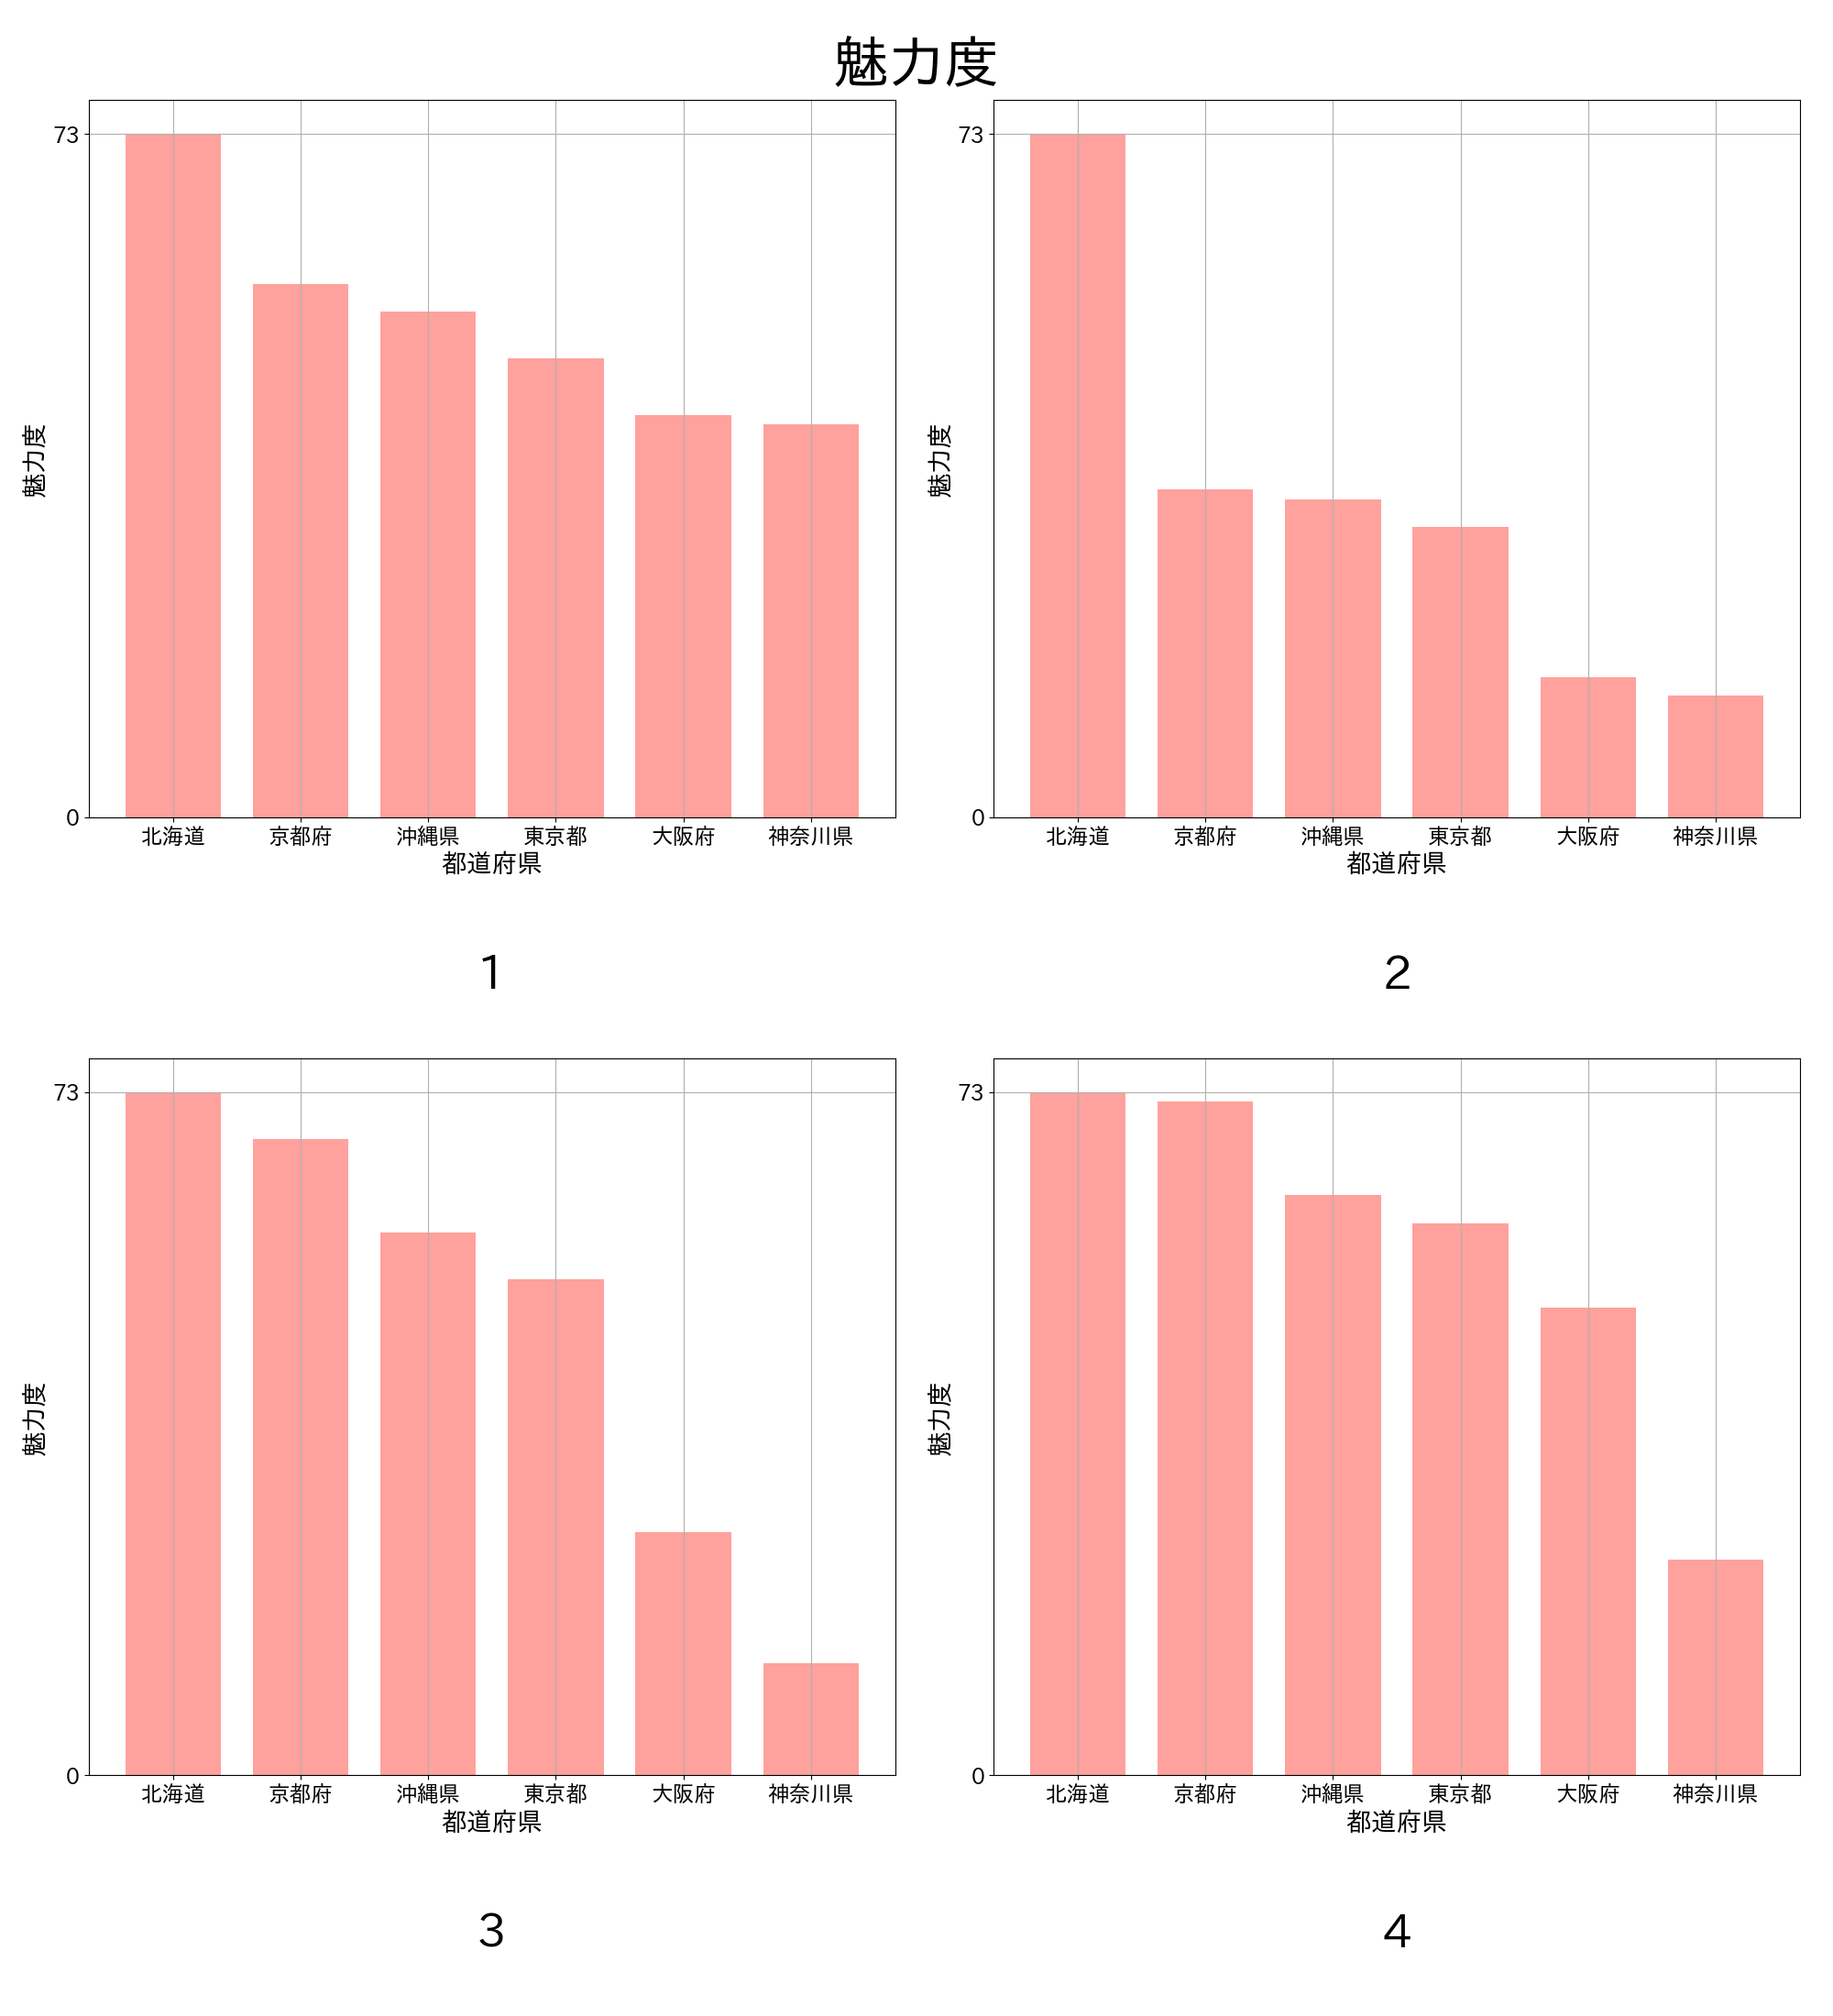 魅力度
73
0
魅力度
北海道 京都府 沖縄県 東京都 大阪府 神奈川県
都道府県
1
73
0
魅力度
北海道 京都府 沖縄県 東京都 大阪府 神奈川県
都道府県
2
73
0
魅力度
北海道 京都府 沖縄県 東京都 大阪府 神奈川県
都道府県
3
73
0
魅力度
北海道 京都府 沖縄県 東京都 大阪府 神奈川県
都道府県
4